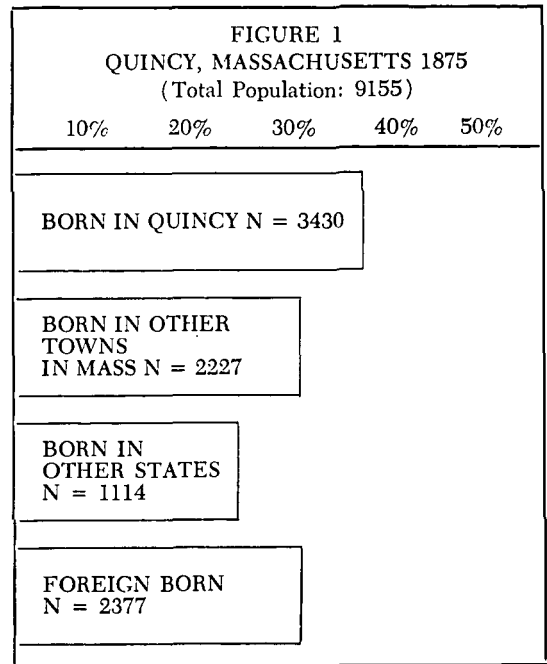 FIGURE 1
QUINCY, MASSACHUSETTS 1875
(Total Population: 9155)
10% 20% 30% 40% 50%
BORN IN QUINCY N = 3430
BORN IN OTHER
TOWNS
IN MASS N = 2227
BORN IN
OTHER STATES
N = 1114
FOREIGN BORN
N = 2377